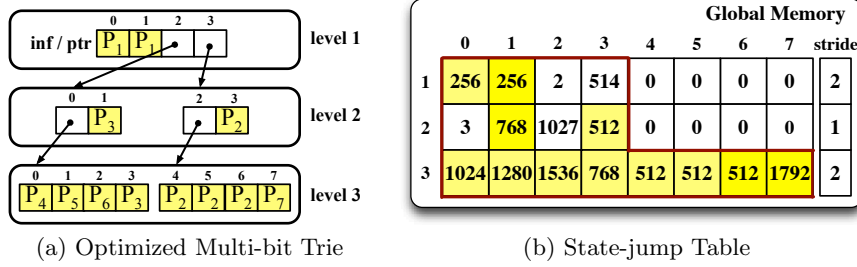 0 1 2 3
inf / ptr P1 P1 level 1
0 1 2 3
P3 P2 level 2
0 1 2 3 4 5 6 7
P4 P5 P6 P3 P2 P2 P2 P7 level 3
(a) Optimized Multi-bit Trie
Global Memory
0 1 2 3 4 5 6 7 stride
1 256 256 2 514 0 0 0 0 2
2 3 768 1027 512 0 0 0 0 1
3 1024 1280 1536 768 512 512 512 1792 2
(b) State-jump Table